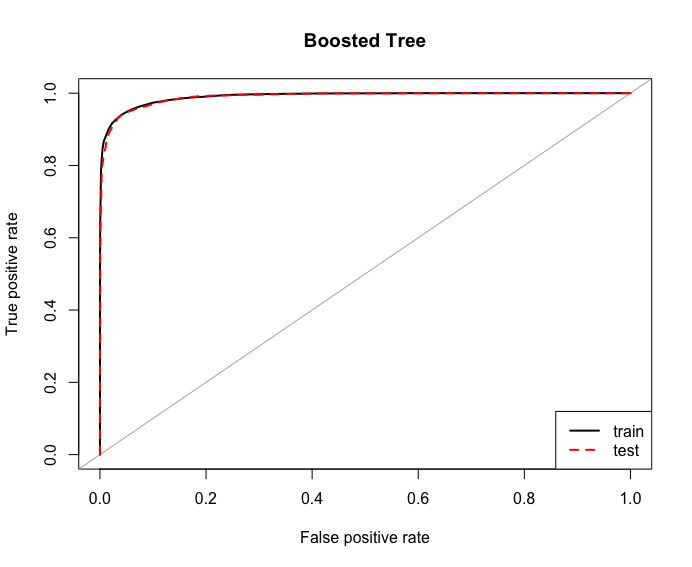 Boosted Tree
True positive rate
1.0
0.8
0.6
0.4
0.2
0.0
train
test
0.0 0.2 0.4 0.6 0.8 1.0
False positive rate